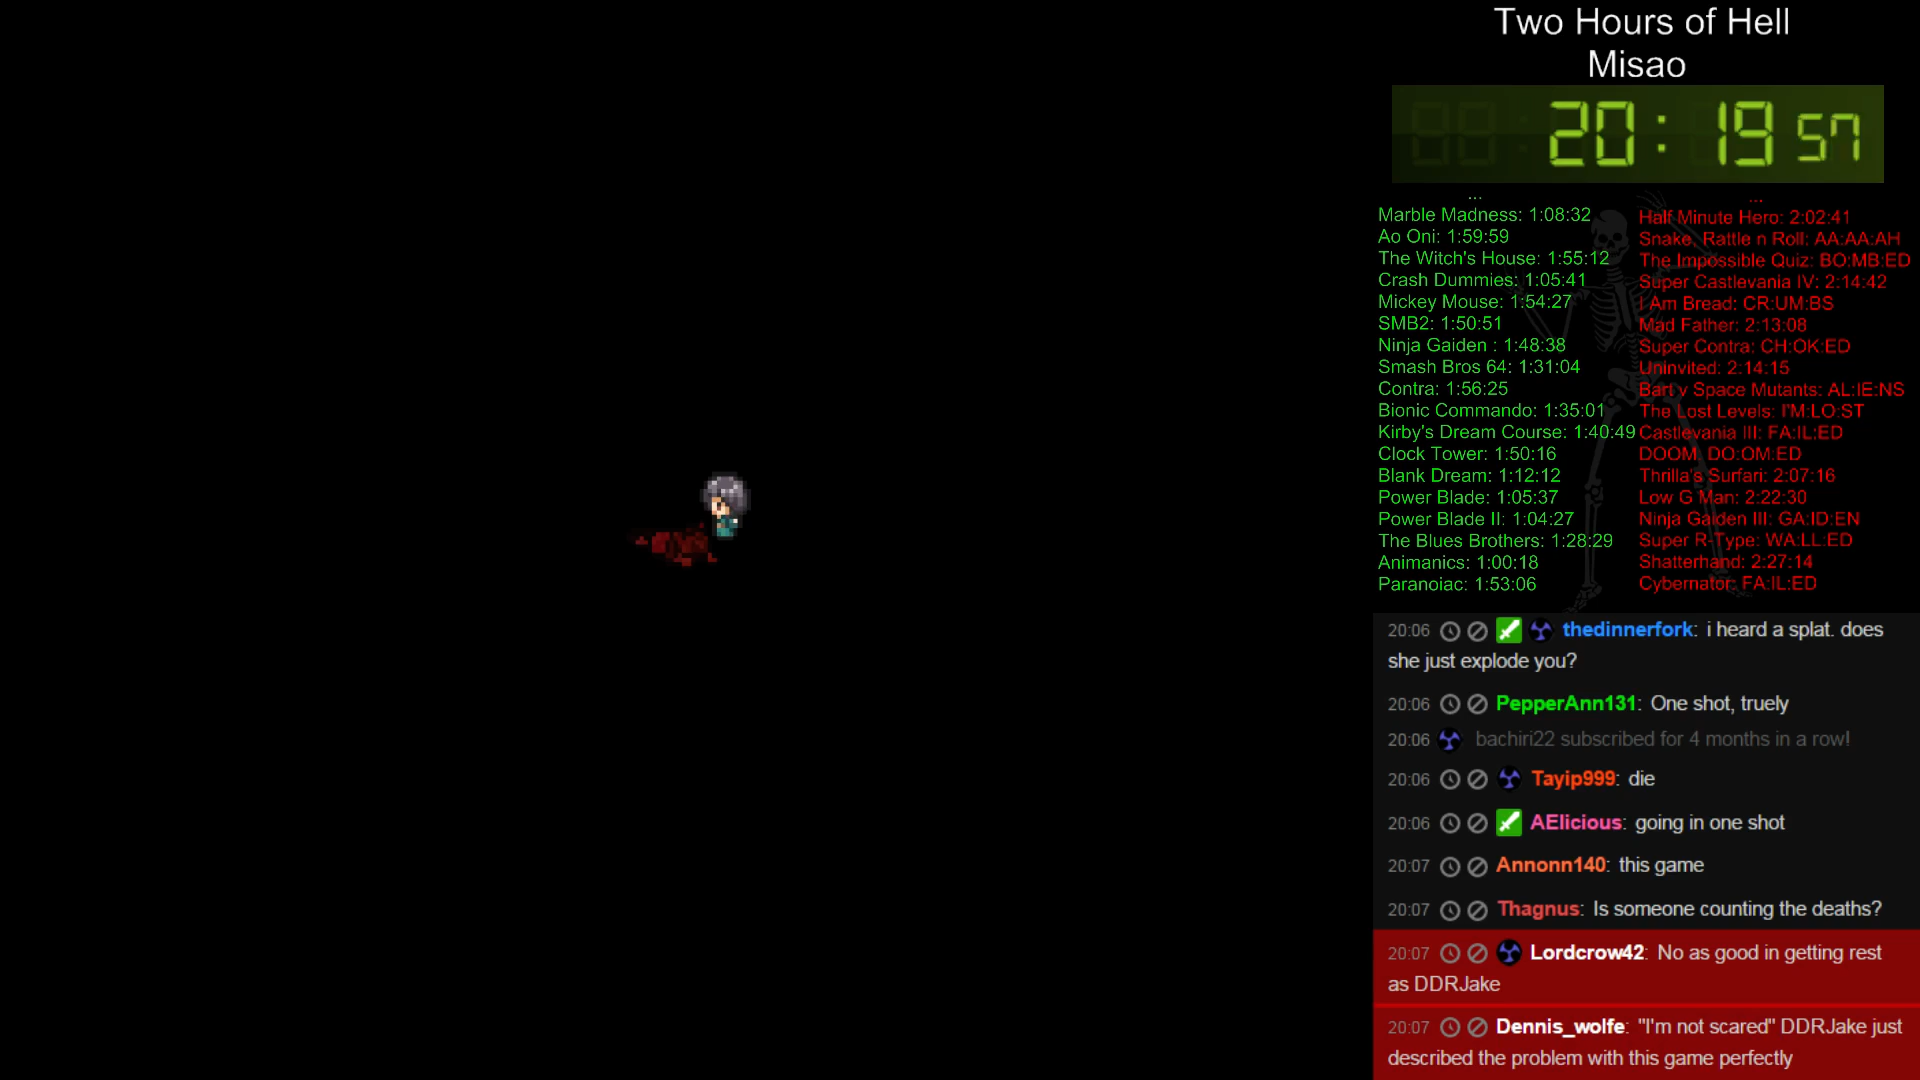 Two Hours of Hell
Misao
20:19 57
...
Marble Madness: 1:08:32
Ao Oni: 1:59:59
The Witch's House: 1:55:12
Crash Dummies: 1:05:41
Mickey Mouse: 1:54:27
SMB2: 1:50:51
Ninja Gaiden : 1:48:38
Smash Bros 64: 1:31:04
Contra: 1:56:25
Bionic Commando: 1:35:01
Kirby's Dream Course: 1:40:49
Clock Tower: 1:50:16
Blank Dream: 1:12:12
Power Blade: 1:05:37
Power Blade II: 1:04:27
The Blues Brothers: 1:28:29
Animanics: 1:00:18
Paranoiac: 1:53:06
...
Half Minute Hero: 2:02:41
Snake, Rattle n Roll: AA:AA:AH
The Impossible Quiz: BO:MB:ED
Super Castlevania IV: 2:14:42
I Am Bread: CR:UM:BS
Mad Father: 2:13:08
Super Contra: CH:OK:ED
Uninvited: 2:14:15
Bart v Space Mutants: AL:IE:NS
The Lost Levels: I'M:LO:ST
Castlevania III: FA:IL:ED
DOOM: DO:OM:ED
Thrilla's Surfari: 2:07:16
Low G Man: 2:22:30
Ninja Gaiden III: GA:ID:EN
Super R-Type: WA:LL:ED
Shatterhand: 2:27:14
Cybernator: FA:IL:ED
20:06 thedinnerfork: i heard a splat. does
she just explode you?
20:06 PepperAnn131: One shot, truely
20:06 bachiri22 subscribed for 4 months in a row!
20:06 Tayip999: die
20:06 AElicious: going in one shot
20:07 Annonn140: this game
20:07 Thagnus: Is someone counting the deaths?
20:07 Lordcrow42: No as good in getting rest
as DDRJake
20:07 Dennis_wolfe: "I'm not scared" DDRJake just
described the problem with this game perfectly